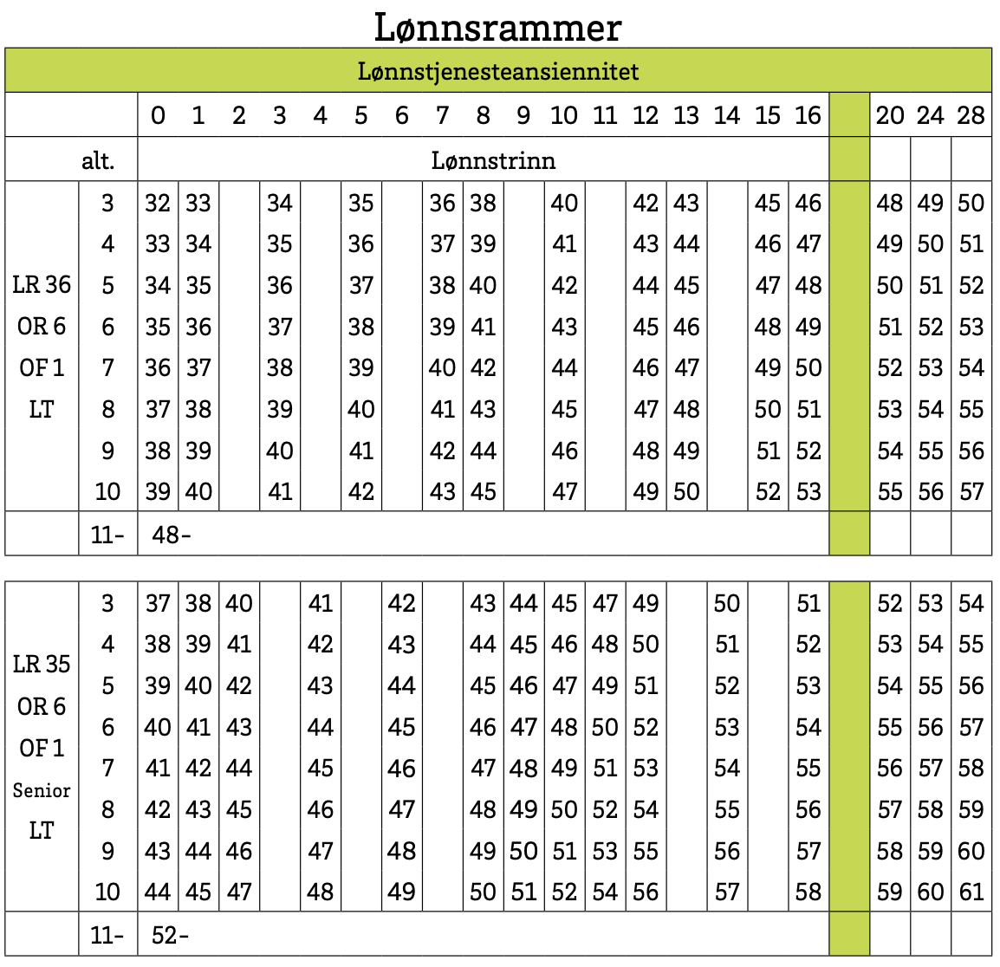 Lønnsrammer
Lønnstjenesteansiennitet
0 1 2 3 4 5 6 7 8 9 10 11 12 13 14 15 16 20 24 28
alt. Lønnstrinn
3 32 33 34 35 36 38 40 42 43 45 46 48 49 50
4 33 34 35 36 37 39 41 43 44 46 47 49 50 51
LR 36 5 34 35 36 37 38 40 42 44 45 47 48 50 51 52
OR 6 6 35 36 37 38 39 41 43 45 46 48 49 51 52 53
OF 1 7 36 37 38 39 40 42 44 46 47 49 50 52 53 54
LT 8 37 38 39 40 41 43 45 47 48 50 51 53 54 55
9 38 39 40 41 42 44 46 48 49 51 52 54 55 56
10 39 40 41 42 43 45 47 49 50 52 53 55 56 57
11- 48-
3 37 38 40 41 42 43 44 45 47 49 50 51 52 53 54
4 38 39 41 42 43 44 45 46 48 50 51 52 53 54 55
LR 35
5 39 40 42 43 44 45 46 47 49 51 52 53 54 55 56
OR 6
6 40 41 43 44 45 46 47 48 50 52 53 54 55 56 57
OF 1
7 41 42 44 45 46 47 48 49 51 53 54 55 56 57 58
Senior
8 42 43 45 46 47 48 49 50 52 54 55 56 57 58 59
LT
9 43 44 46 47 48 49 50 51 53 55 56 57 58 59 60
10 44 45 47 48 49 50 51 52 54 56 57 58 59 60 61
11- 52-